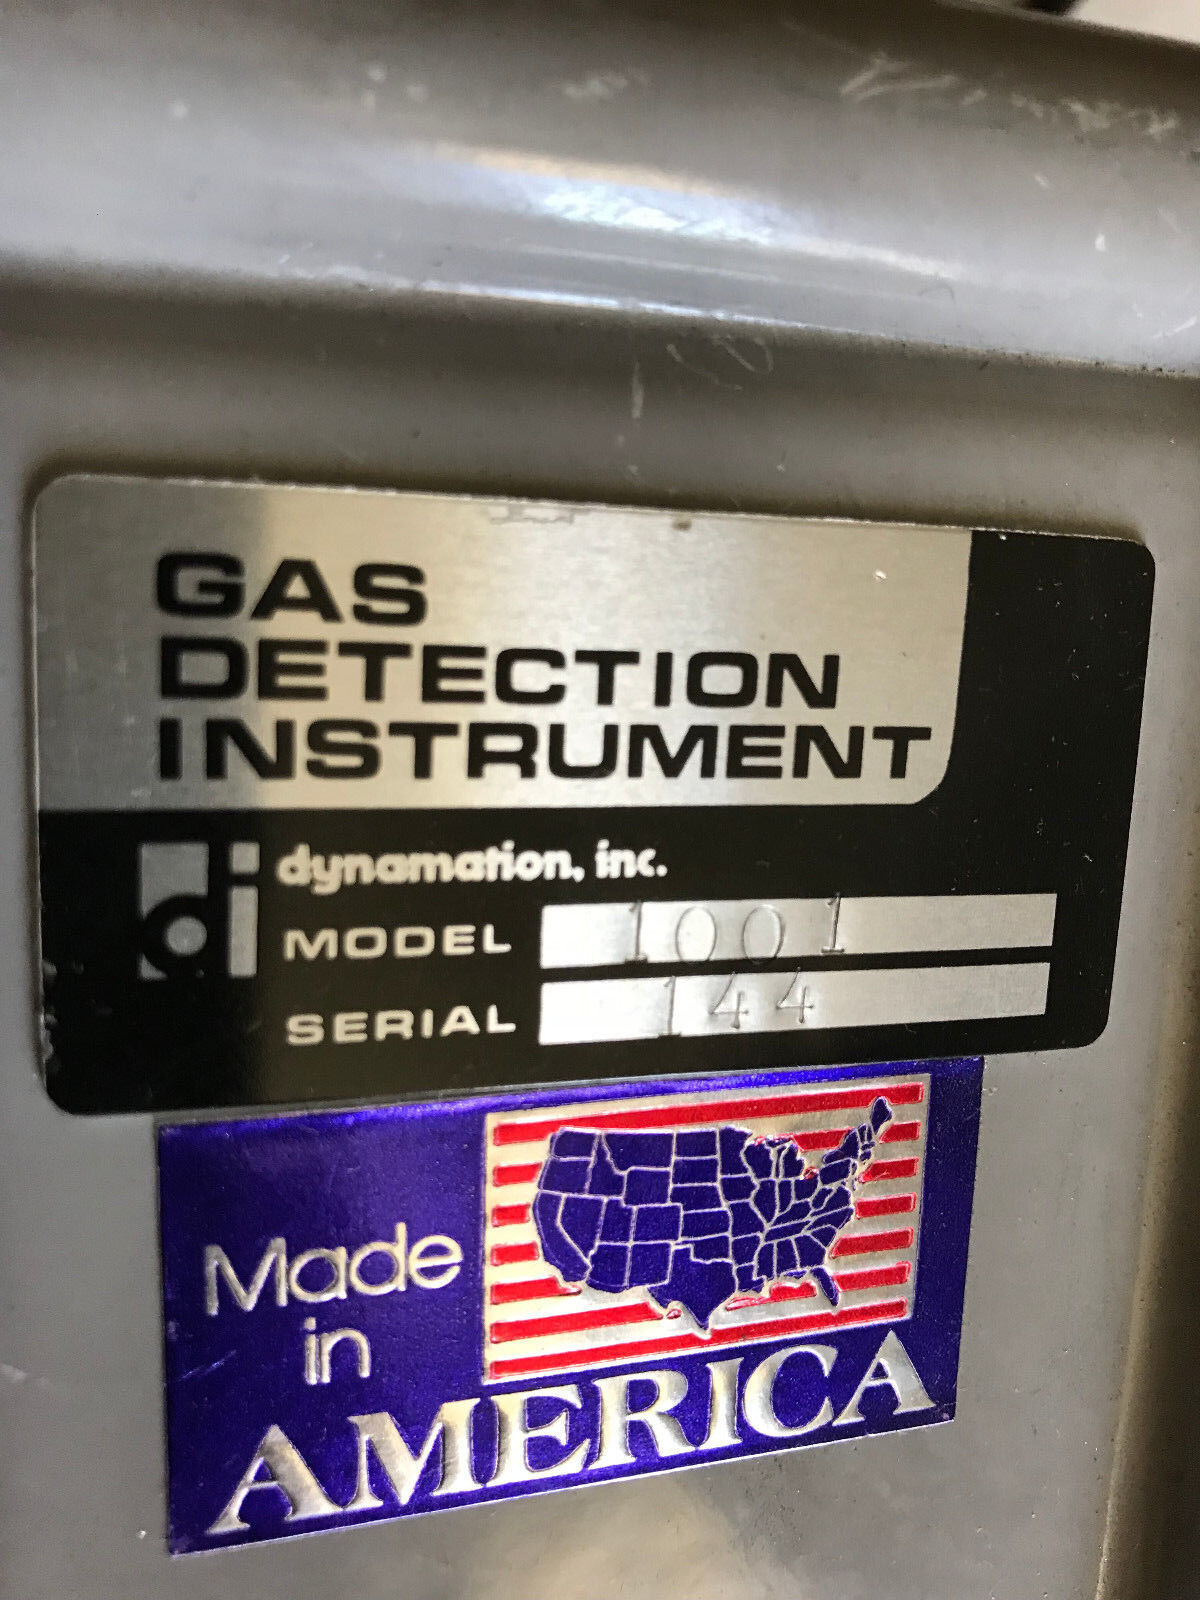 GAS
DETECTION
INSTRUMENT
di dynamation, inc.
MODEL 1001
SERIAL 144
Made
in
AMERICA